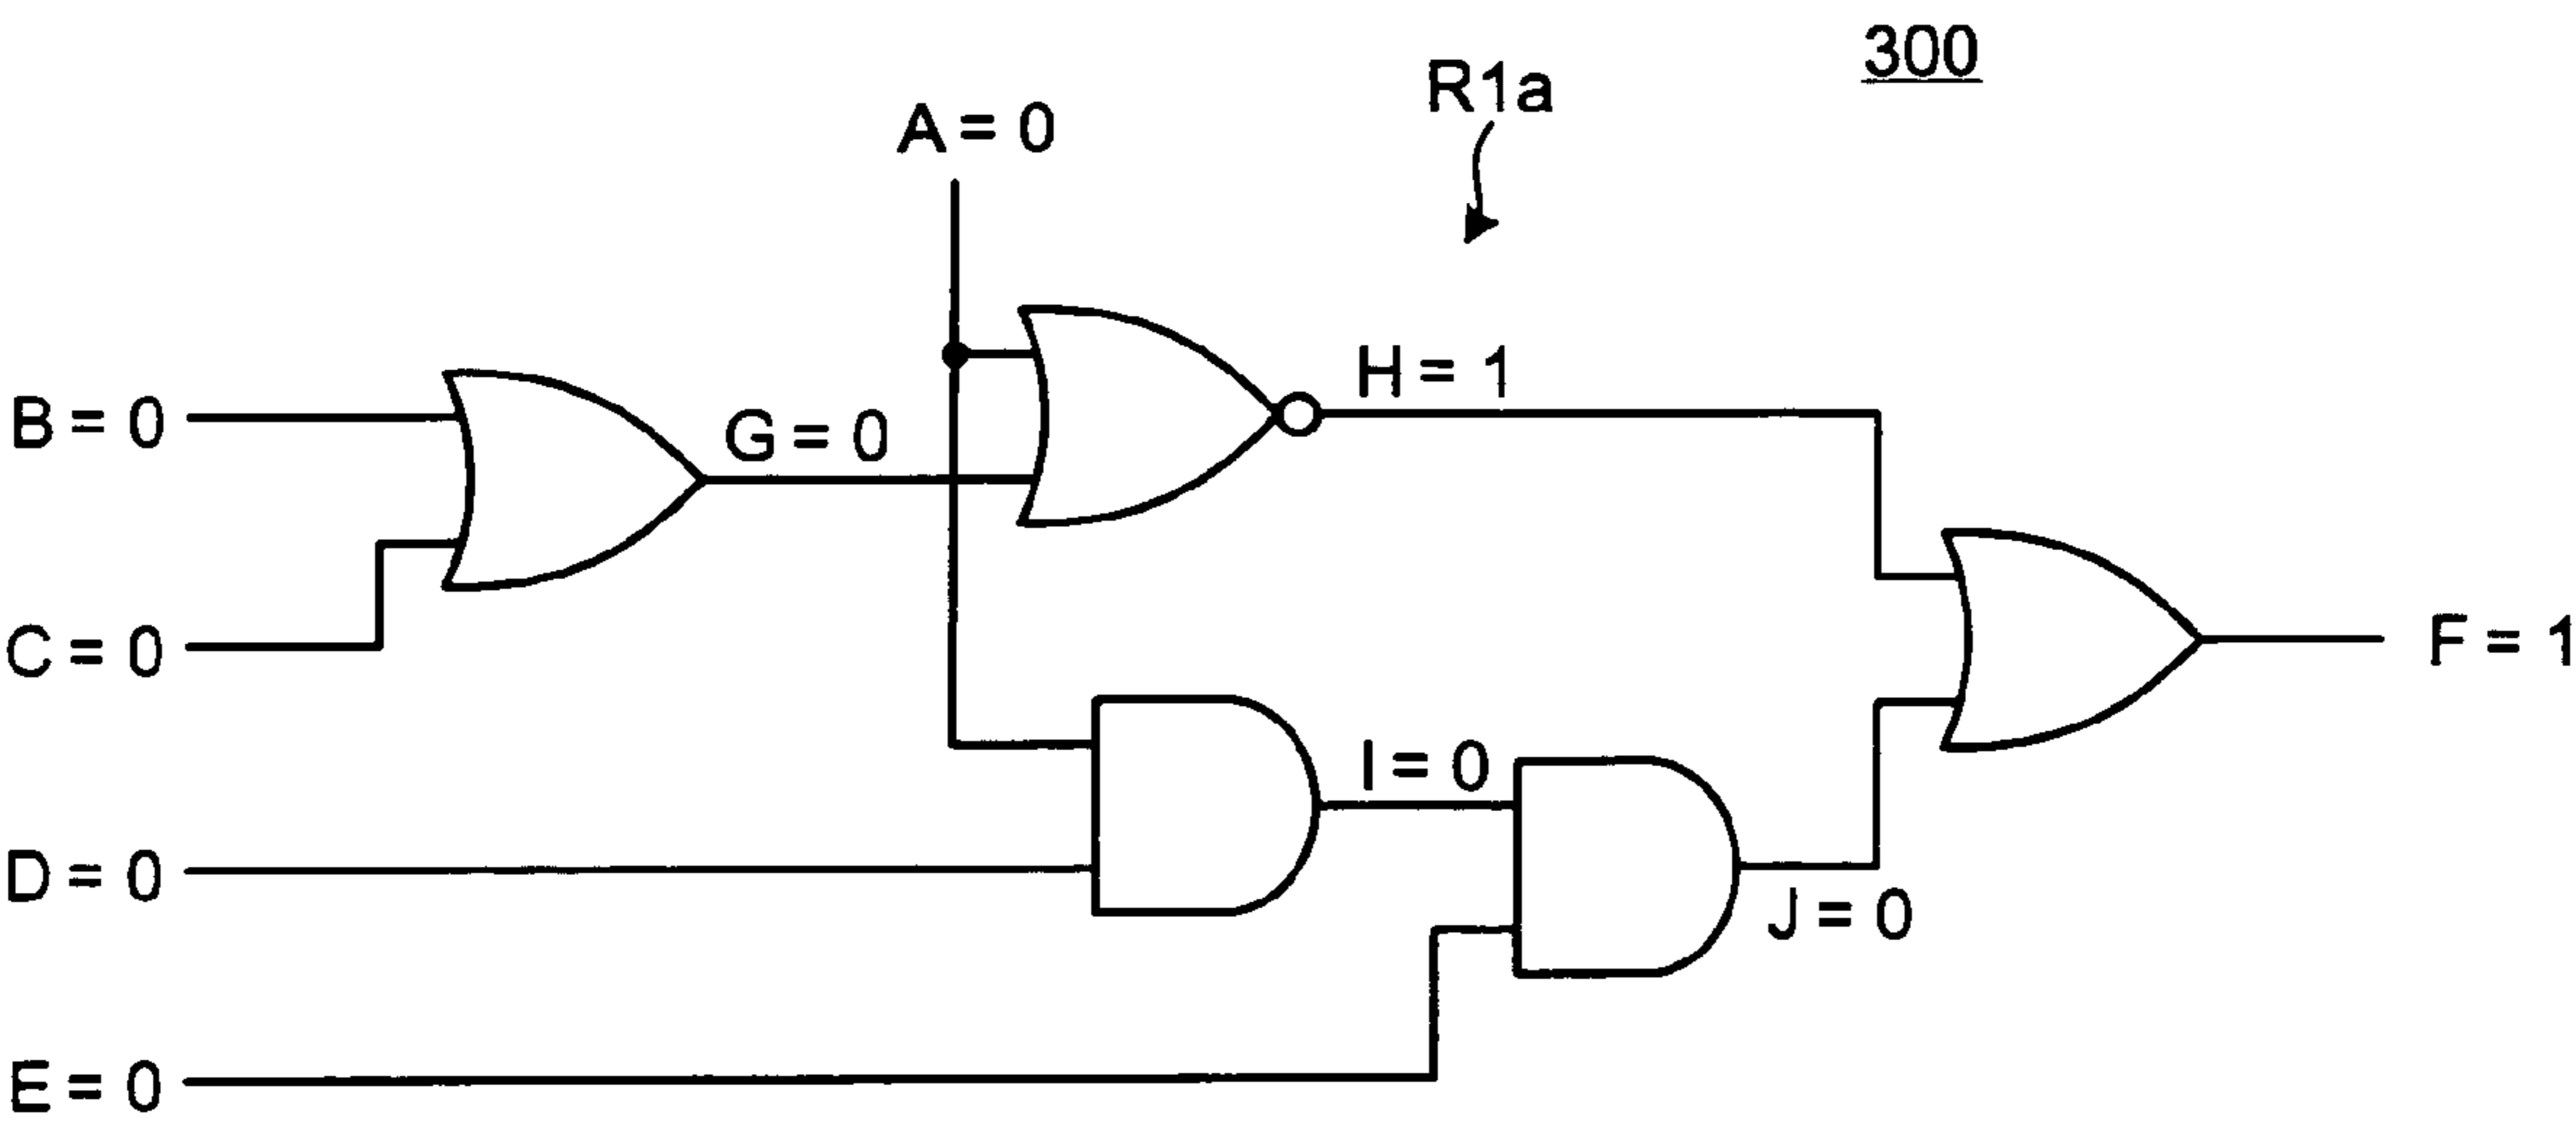 300
R1a
A = 0
H = 1
B = 0
G = 0
C = 0
F = 1
I = 0
D = 0
J = 0
E = 0